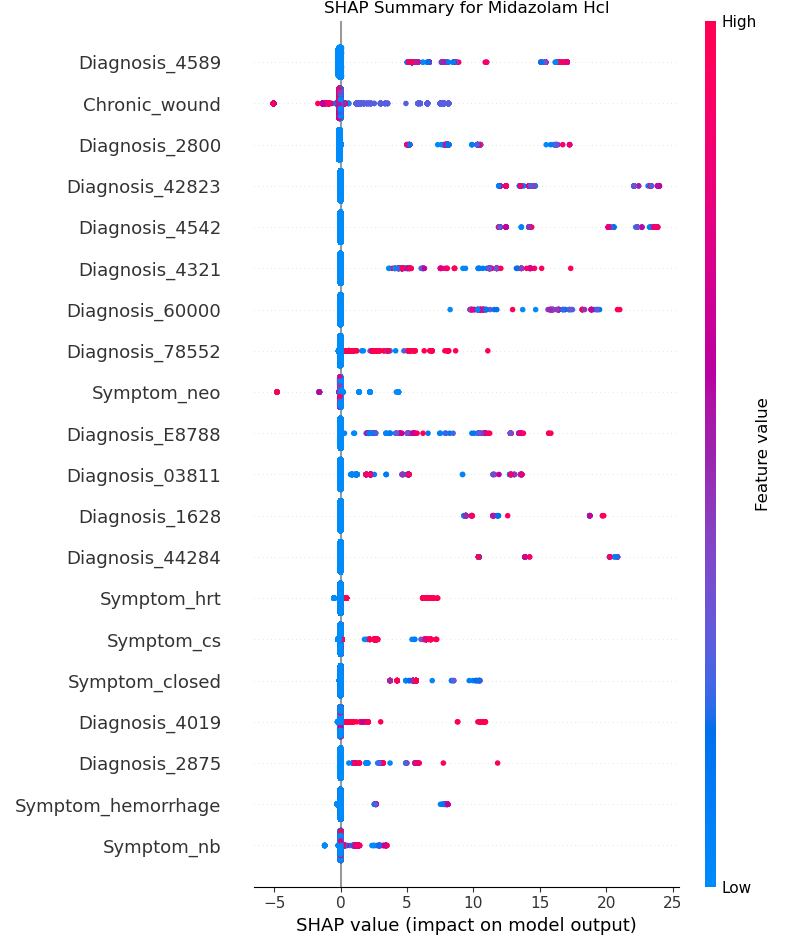 SHAP Summary for Midazolam Hcl
High
Diagnosis_4589
Chronic_wound
Diagnosis_2800
Diagnosis_42823
Diagnosis_4542
Diagnosis_4321
Diagnosis_60000
Diagnosis_78552
Symptom_neo
Diagnosis_E8788
Diagnosis_03811
Diagnosis_1628
Diagnosis_44284
Symptom_hrt
Symptom_cs
Symptom_closed
Diagnosis_4019
Diagnosis_2875
Symptom_hemorrhage
Symptom_nb
Feature value
Low
−5 0 5 10 15 20 25
SHAP value (impact on model output)